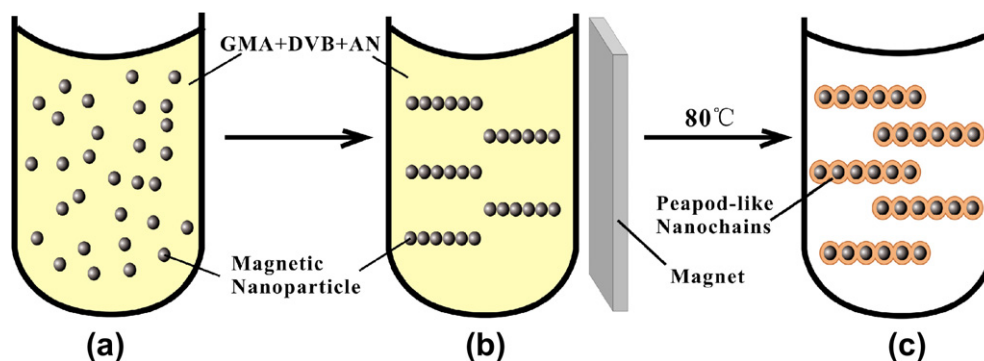 GMA+DVB+AN
80℃
Peapod-like
Nanochains
Magnetic
Nanoparticle
Magnet
(a)
(b)
(c)